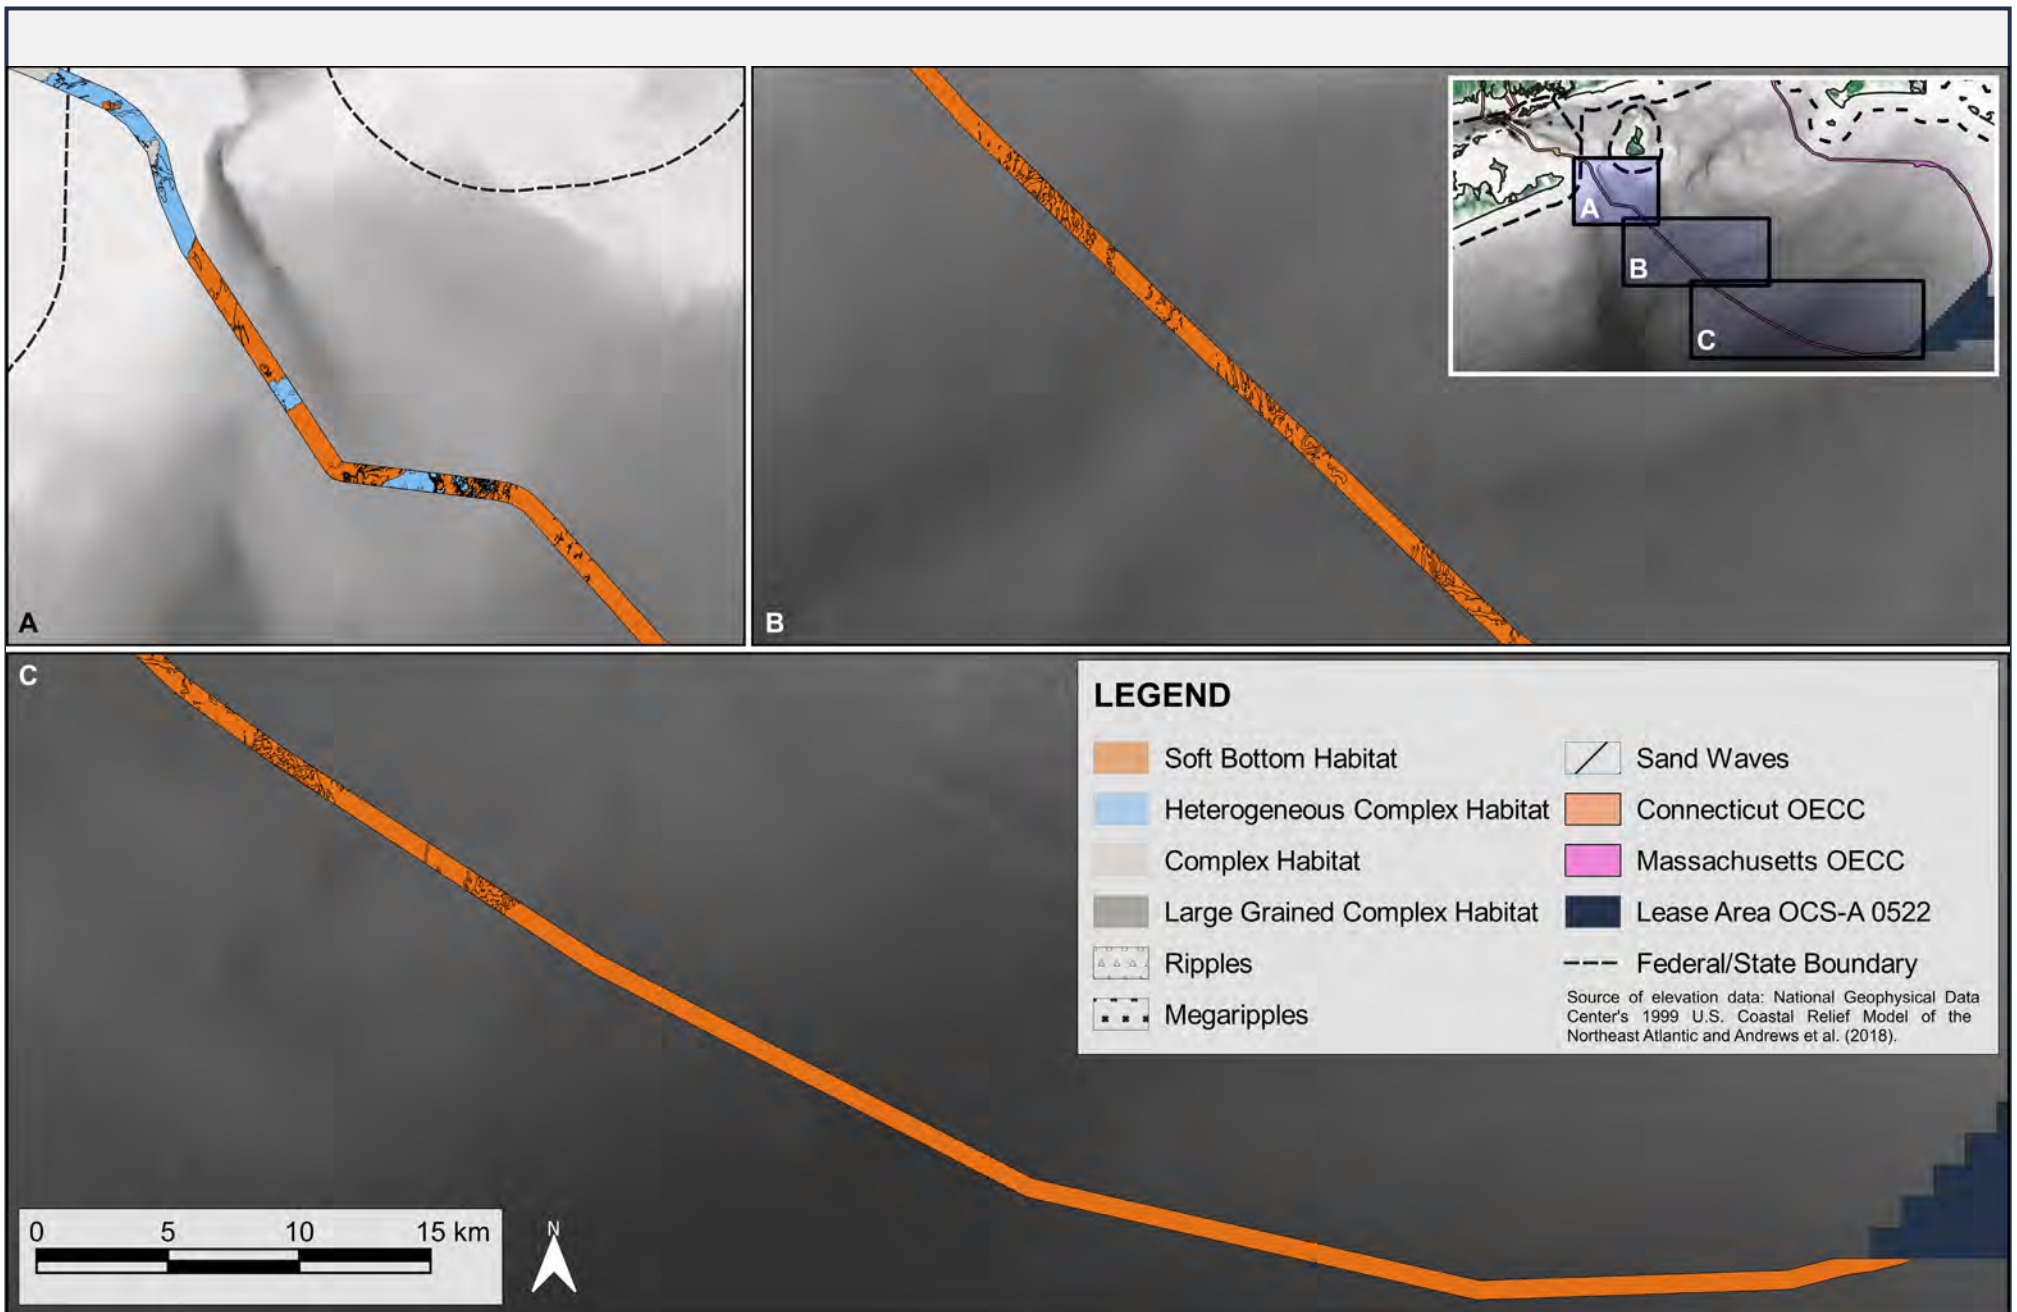 A
B
A
B
C
C
LEGEND
Soft Bottom Habitat
Heterogeneous Complex Habitat
Complex Habitat
Large Grained Complex Habitat
Ripples
Megaripples
Sand Waves
Connecticut OECC
Massachusetts OECC
Lease Area OCS-A 0522
Federal/State Boundary
Source of elevation data: National Geophysical Data
Center's 1999 U.S. Coastal Relief Model of the
Northeast Atlantic and Andrews et al. (2018).
0 5 10 15 km
N